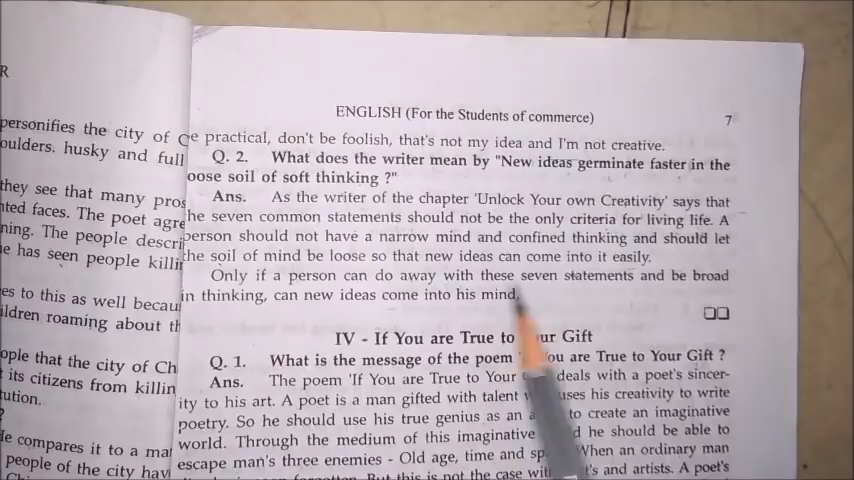 R
personifies the city of
oulders. husky and full
they see that many pros
nted faces. The poet agre
ning. The people descri
e has seen people killi
es to this as well becau
ildren roaming about th
ople that the city of Ch
its citizens from killin
tution.
?
He compares it to a ma
people of the city hav
ENGLISH (For the Students of commerce) 7
e practical, don't be foolish, that's not my idea and I'm not creative.
Q. 2. What does the writer mean by "New ideas germinate faster in the
oose soil of soft thinking ?"
Ans. As the writer of the chapter 'Unlock Your own Creativity' says that
he seven common statements should not be the only criteria for living life. A
person should not have a narrow mind and confined thinking and should let
the soil of mind be loose so that new ideas can come into it easily.
Only if a person can do away with these seven statements and be broad
in thinking, can new ideas come into his mind.
IV - If You are True to ur Gift
Q. 1. What is the message of the poem ou are True to Your Gift ?
Ans. The poem 'If You are True to Your deals with a poet's sincer-
ity to his art. A poet is a man gifted with talent uses his creativity to write
poetry. So he should use his true genius as an to create an imaginative
world. Through the medium of this imaginative he should be able to
escape man's three enemies - Old age, time and When an ordinary man
But this is not the case and artists. A poet's